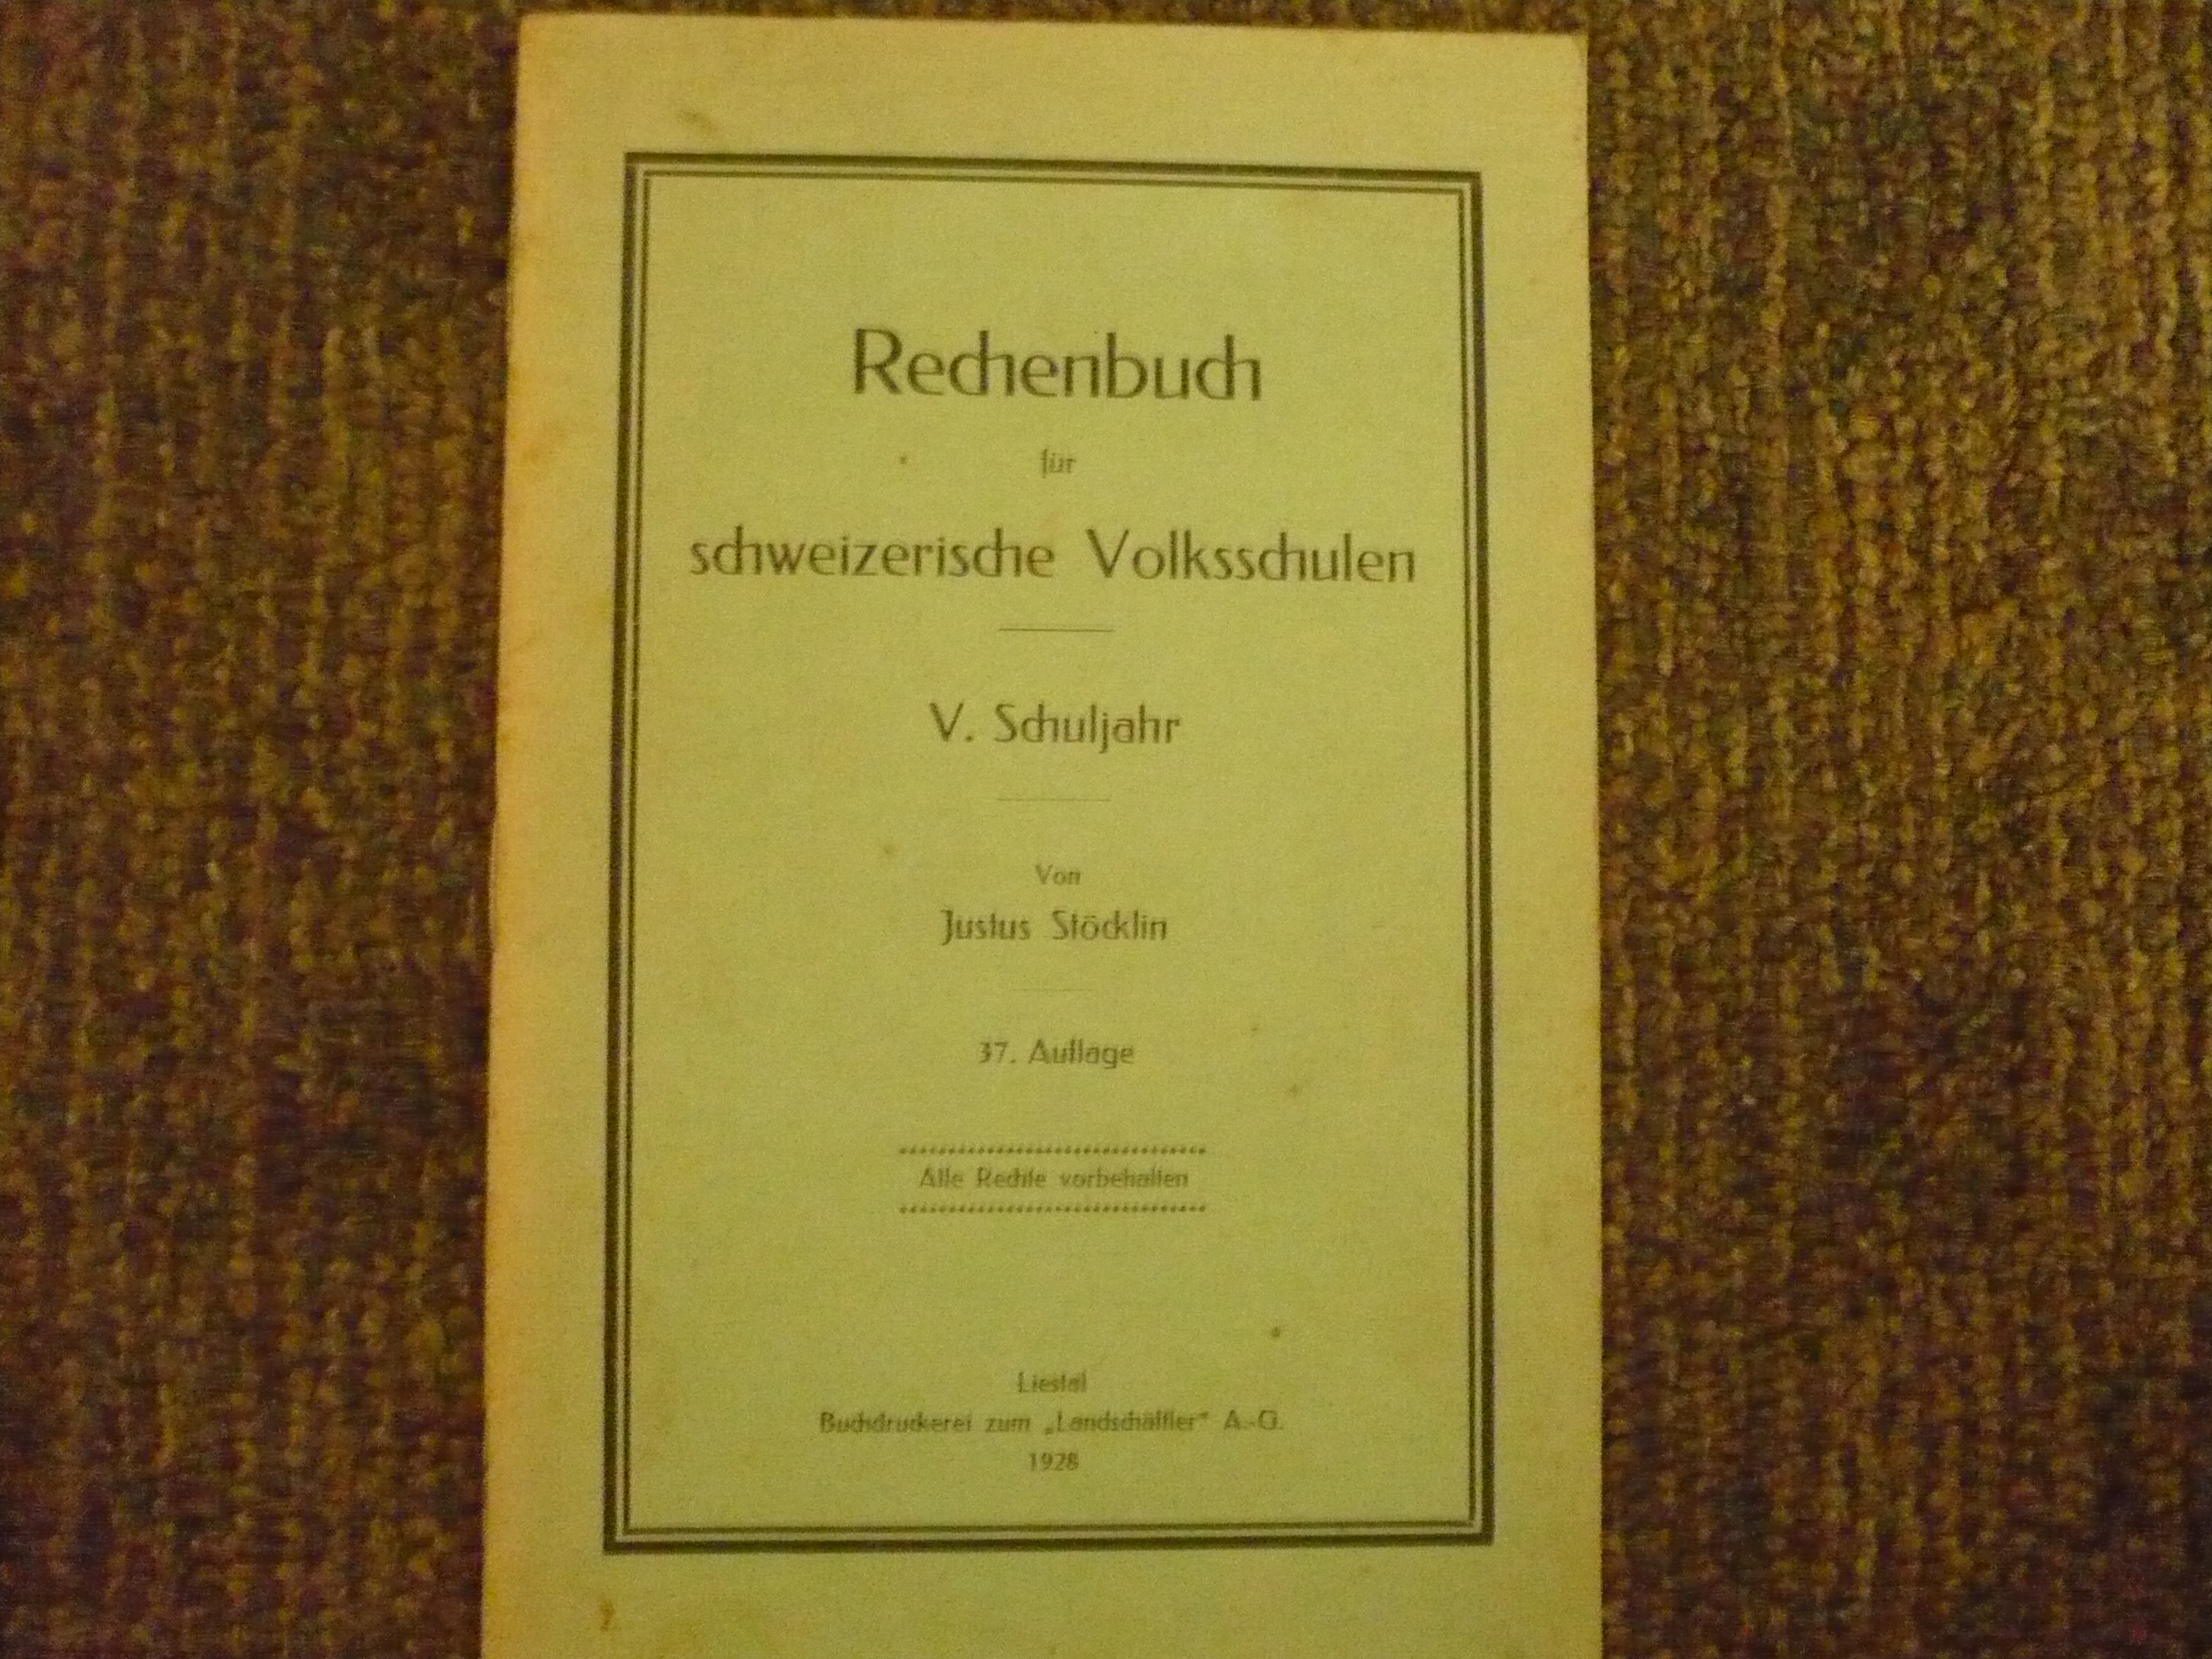 Rechenbuch
für
schweizerische Volksschulen
V. Schuljahr
Von
Justus Stöcklin
37. Auflage
Alle Rechte vorbehalten
Liestal
Buchdruckerei zum „Landschäftler" A.-G.
1928